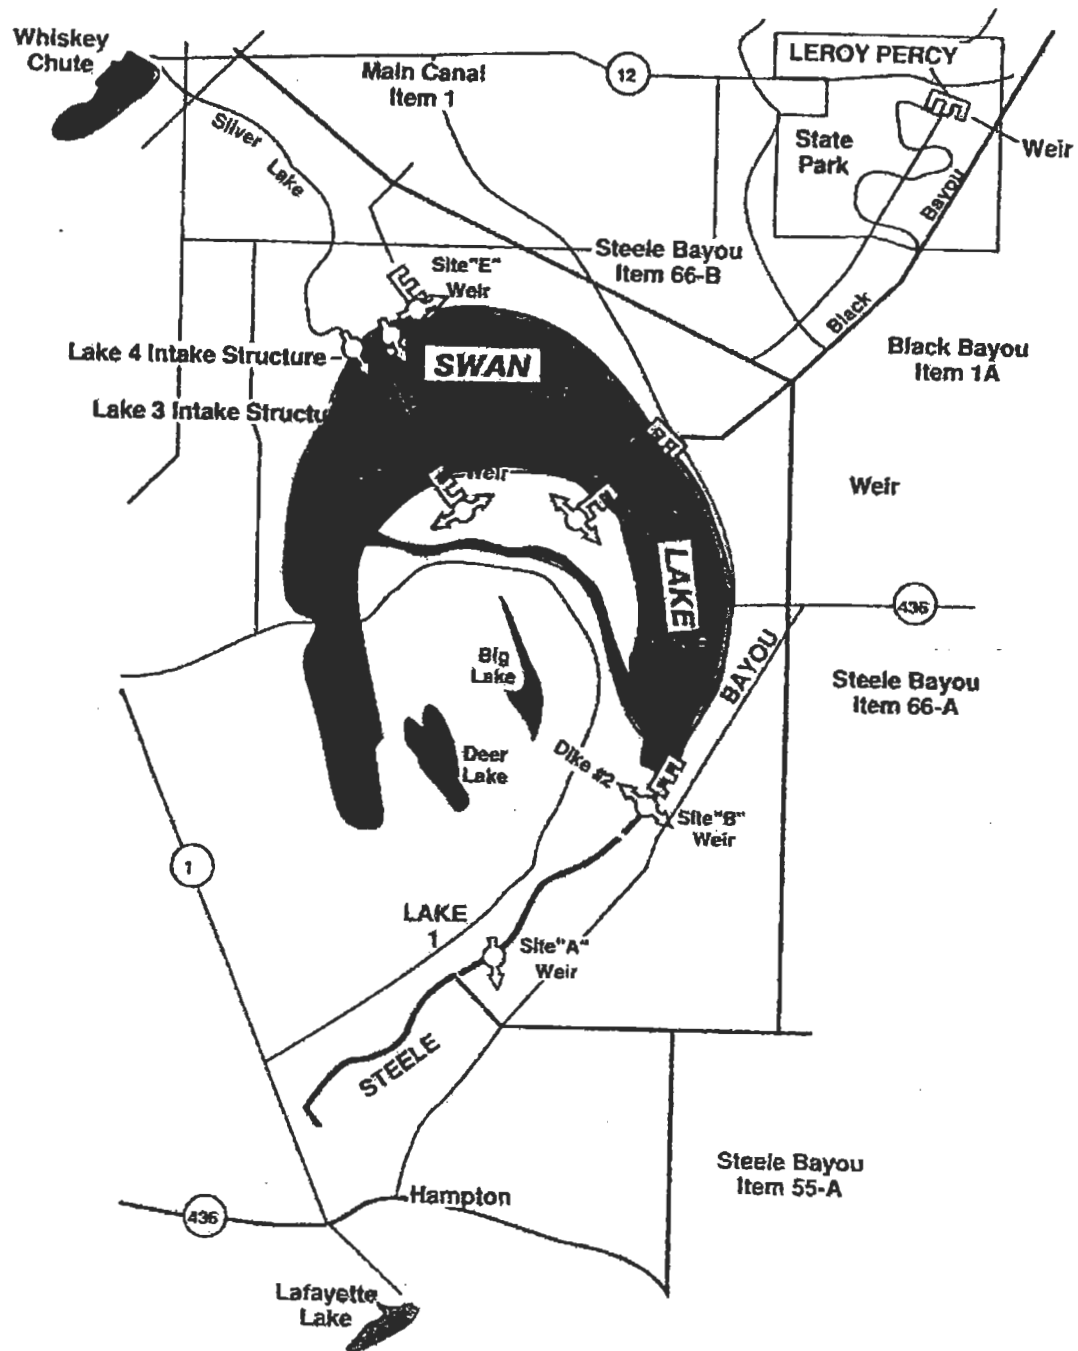 Whiskey
Chute
Main Canal
Item 1
12
LEROY PERCY
State
Park
Weir
Silver
Lake
Bayou
Black
Steele Bayou
Item 66-B
Site "E"
Weir
Lake 4 Intake Structure
SWAN
Black Bayou
Item 1A
Lake 3 Intake Structu
Weir
Weir
LAKE
436
BAYOU
Big
Lake
Steele Bayou
Item 66-A
Deer
Lake
Dike #2
Site "B"
Weir
1
LAKE
1
Site "A"
Weir
STEELE
Steele Bayou
Item 55-A
Hampton
436
Lafayette
Lake